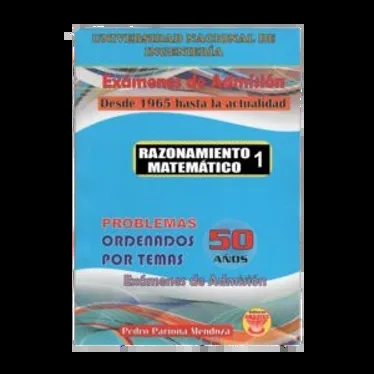 UNIVERSIDAD NACIONAL DE
INGENIERÍA
Exámenes de Admisión
Desde 1965 hasta la actualidad
RAZONAMIENTO
MATEMÁTICO 1
PROBLEMAS
ORDENADOS
POR TEMAS
50
AÑOS
Exámenes de Admisión
Pedro Pariona Mendoza